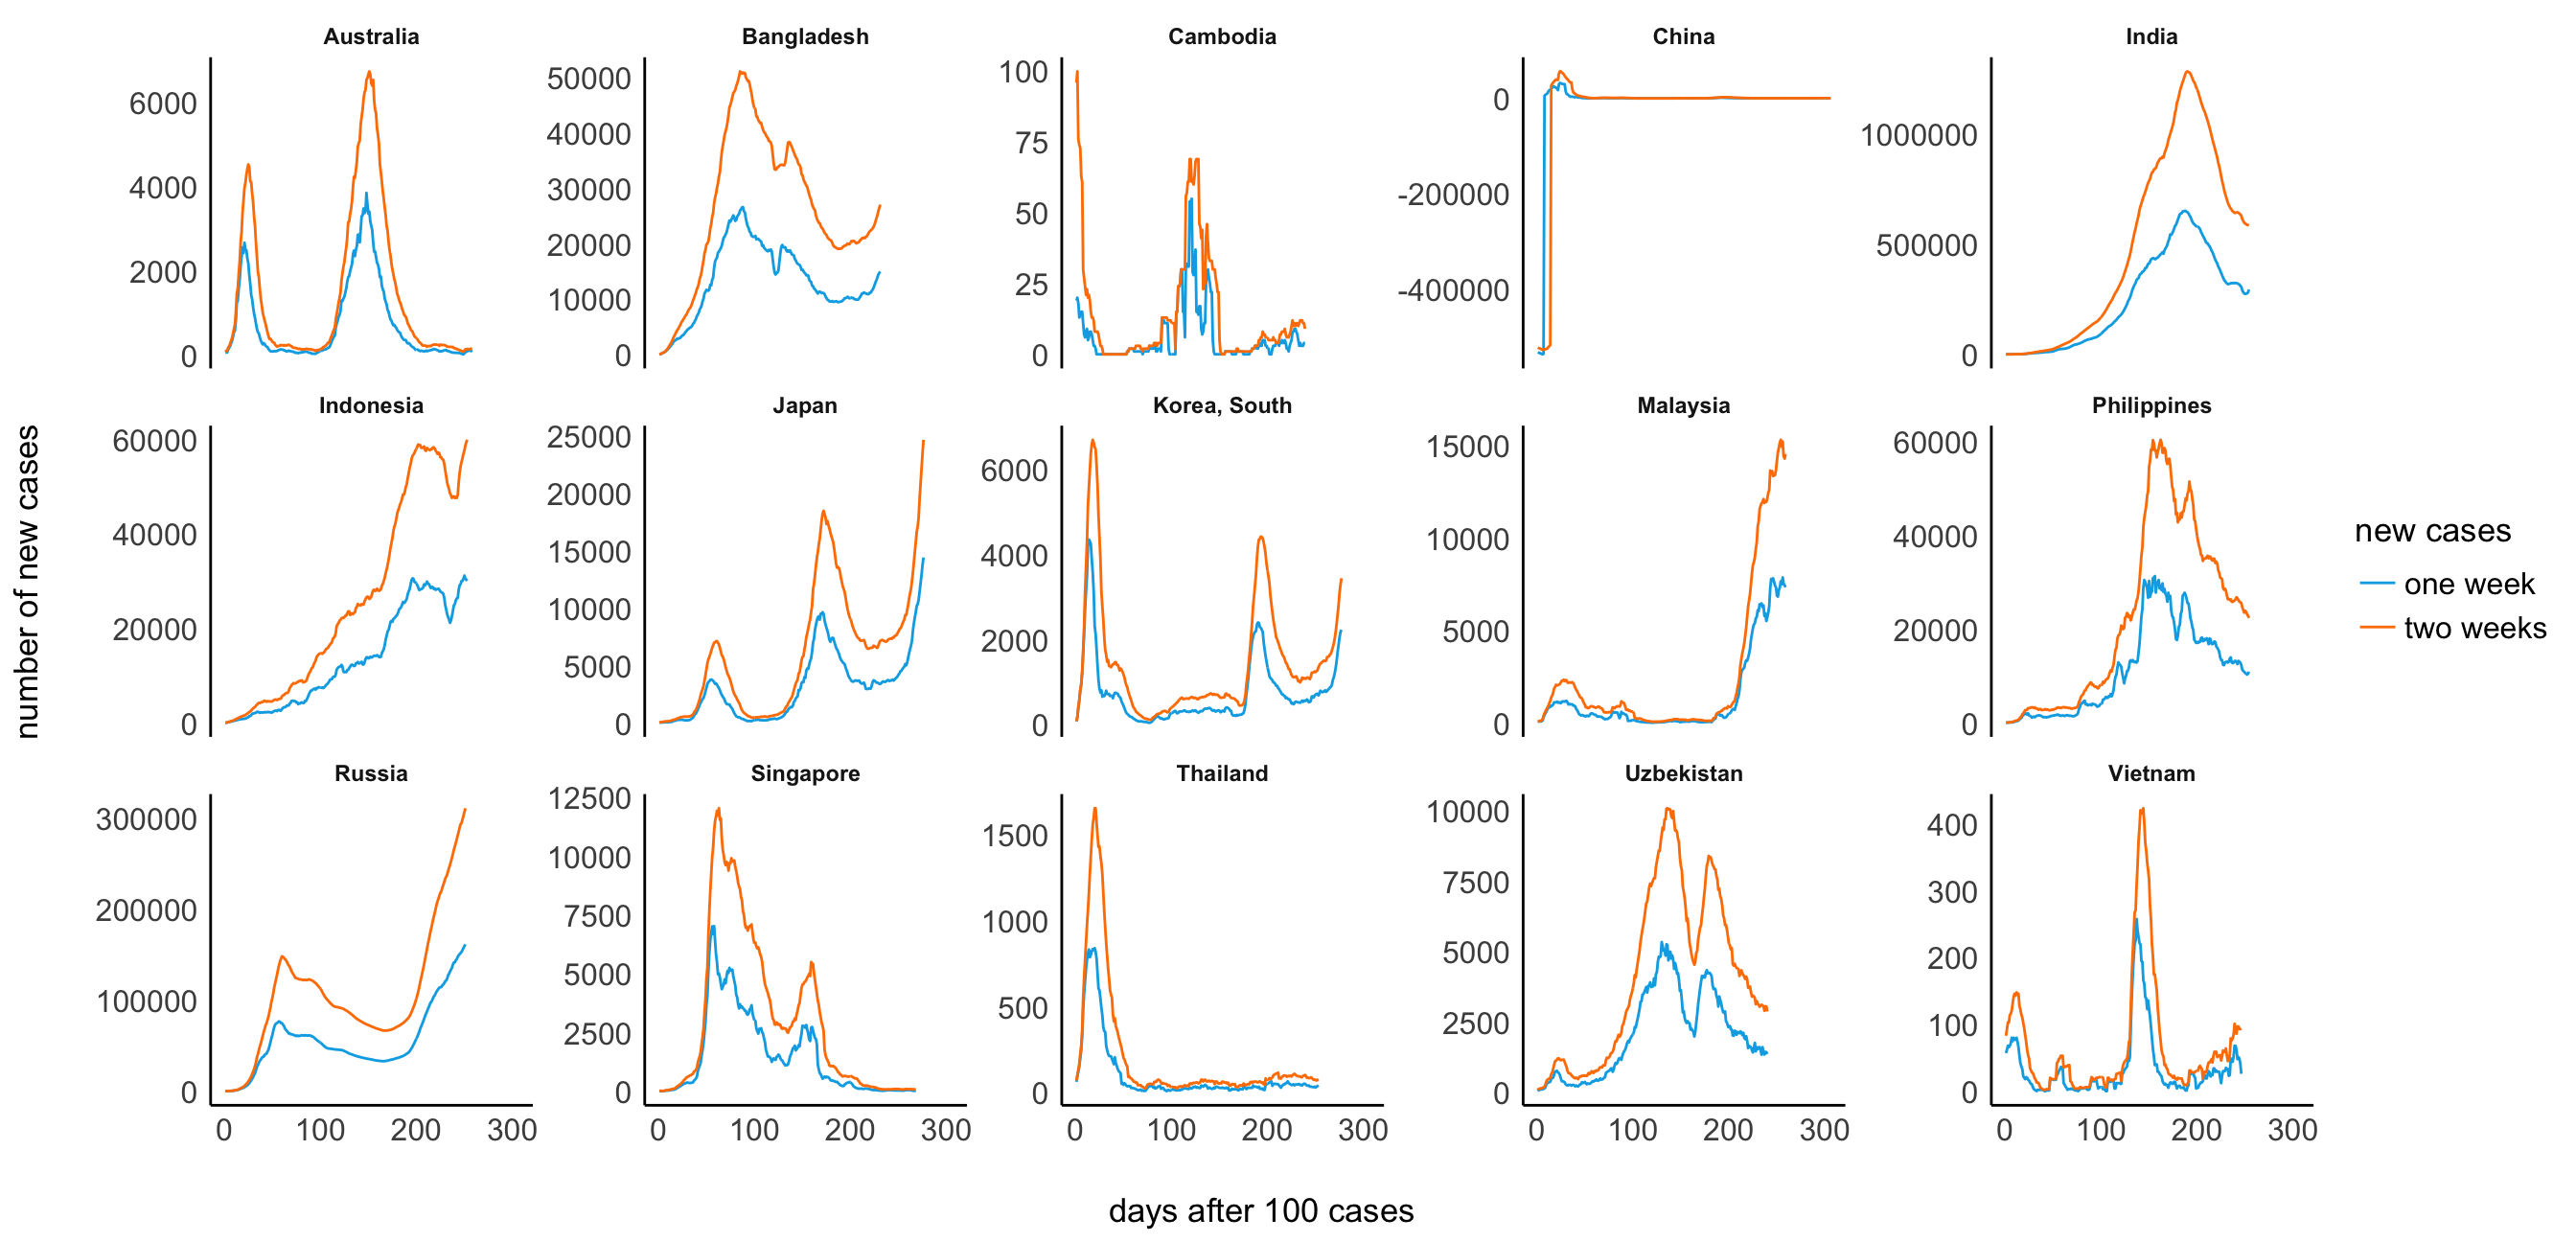 Australia
Bangladesh
Cambodia
China
India
6000
4000
2000
0
50000
40000
30000
20000
10000
0
100
75
50
25
0
0
-200000
-400000
1000000
500000
0
Indonesia
Japan
Korea, South
Malaysia
Philippines
60000
40000
20000
0
25000
20000
15000
10000
5000
0
6000
4000
2000
0
15000
10000
5000
0
60000
40000
20000
0
number of new cases
new cases
one week
two weeks
Russia
Singapore
Thailand
Uzbekistan
Vietnam
300000
200000
100000
0
12500
10000
7500
5000
2500
0
1500
1000
500
0
10000
7500
5000
2500
0
400
300
200
100
0
0 100 200 300
0 100 200 300
0 100 200 300
0 100 200 300
0 100 200 300
days after 100 cases